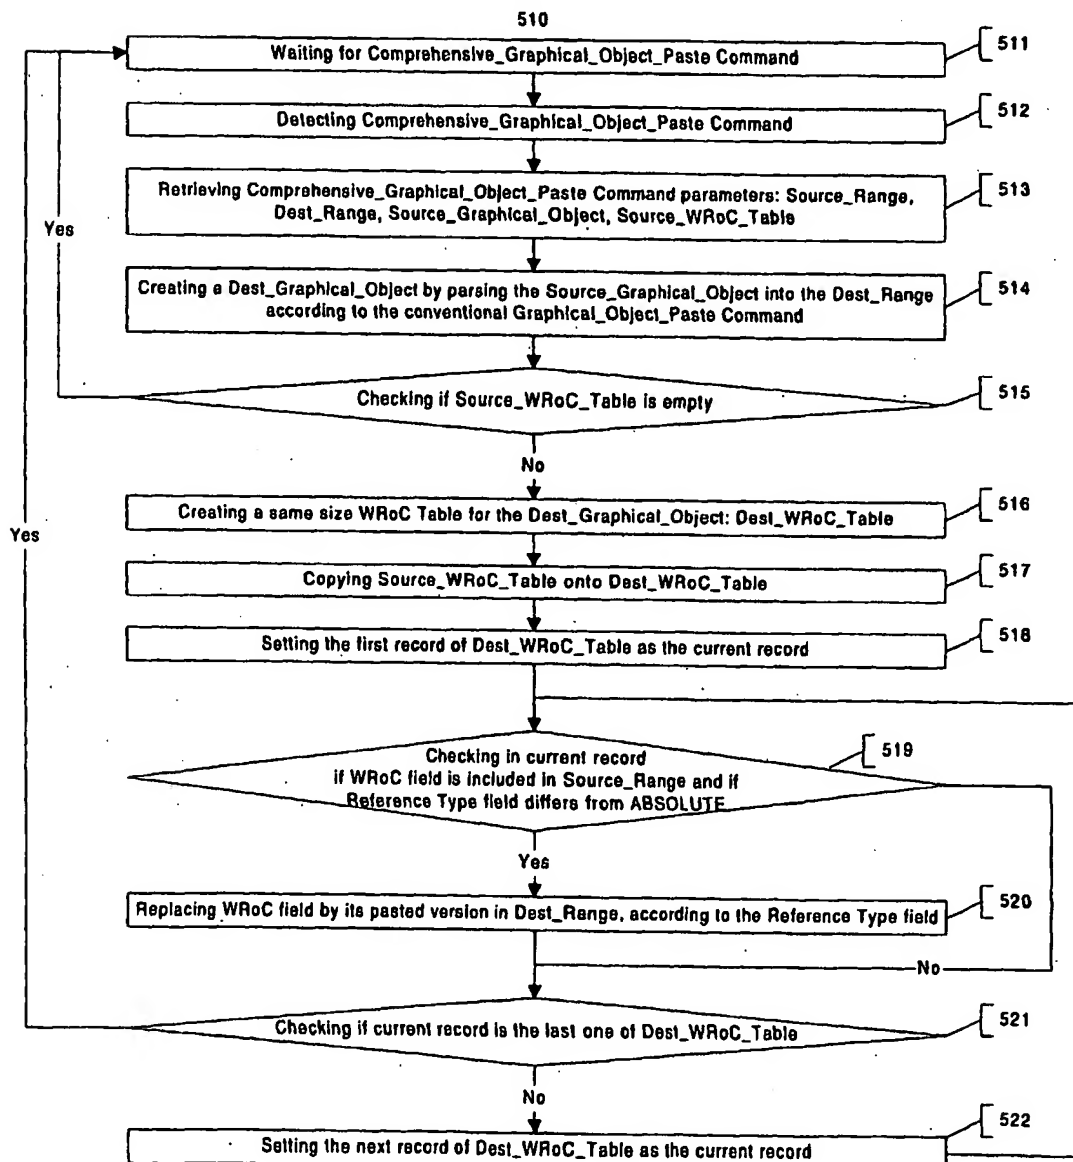 510
Waiting for Comprehensive_Graphical_Object_Paste Command
511
Detecting Comprehensive_Graphical_Object_Paste Command
512
Retrieving Comprehensive_Graphical_Object_Paste Command parameters: Source_Range,
Dest_Range, Source_Graphical_Object, Source_WRoC_Table
513
Yes
Creating a Dest_Graphical_Object by parsing the Source_Graphical_Object into the Dest_Range
according to the conventional Graphical_Object_Paste Command
514
Checking if Source_WRoC_Table is empty
515
No
Creating a same size WRoC Table for the Dest_Graphical_Object: Dest_WRoC_Table
516
Yes
Copying Source_WRoC_Table onto Dest_WRoC_Table
517
Setting the first record of Dest_WRoC_Table as the current record
518
Checking in current record
if WRoC field is included in Source_Range and if
Reference Type field differs from ABSOLUTE
519
Yes
Replacing WRoC field by its pasted version in Dest_Range, according to the Reference Type field
520
No
Checking if current record is the last one of Dest_WRoC_Table
521
No
Setting the next record of Dest_WRoC_Table as the current record
522